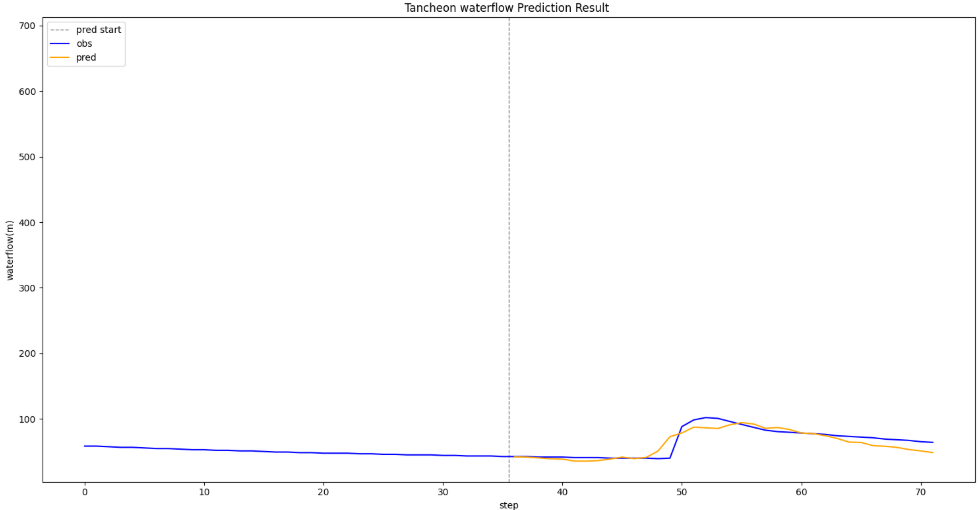 Tancheon waterflow Prediction Result
700
600
500
400
300
200
100
waterflow(m)
pred start
obs
pred
0 10 20 30 40 50 60 70
step